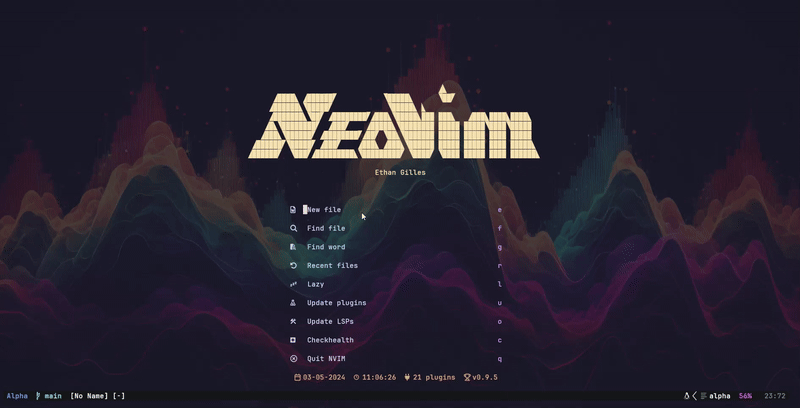 NEOVIM
Ethan Gilles
New file e
Find file f
Find word g
Recent files r
Lazy l
Update plugins u
Update LSPs o
Checkhealth c
Quit NVIM q
03-05-2024 11:06:26 21 plugins v0.9.5
Alpha main [No Name] [-] alpha 56% 23:72